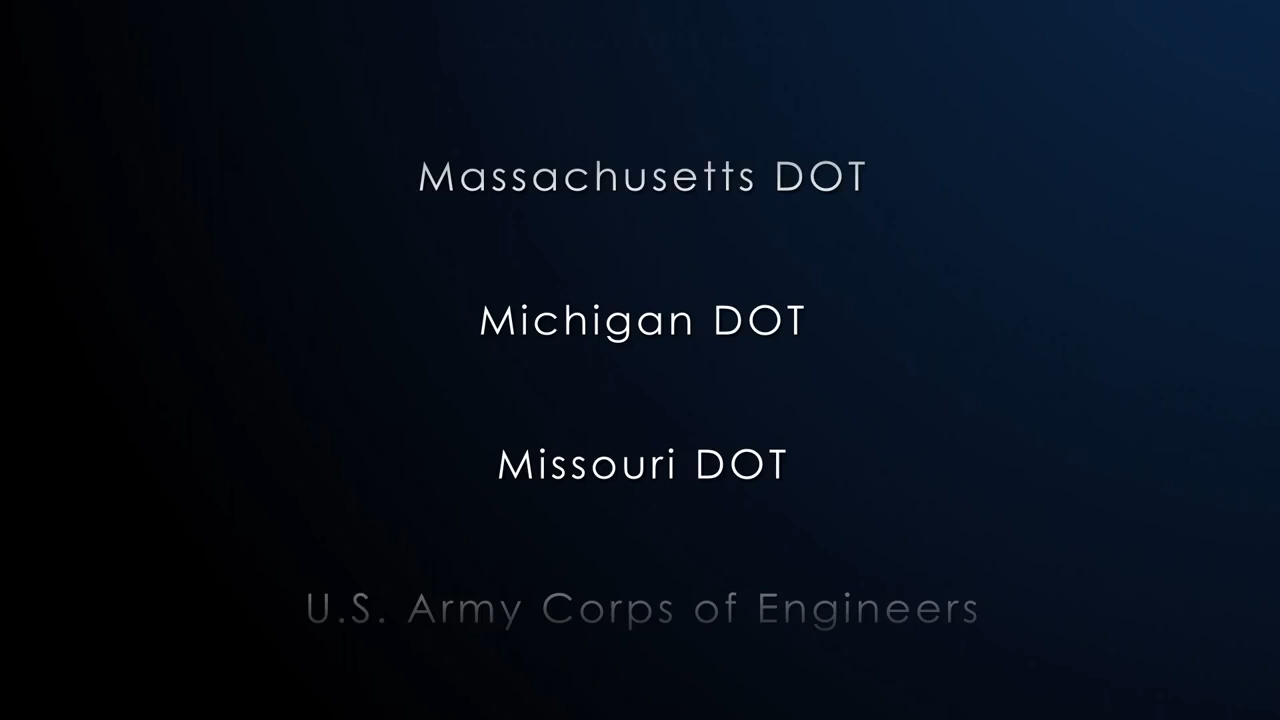 Massachusetts DOT
Michigan DOT
Missouri DOT
U.S. Army Corps of Engineers